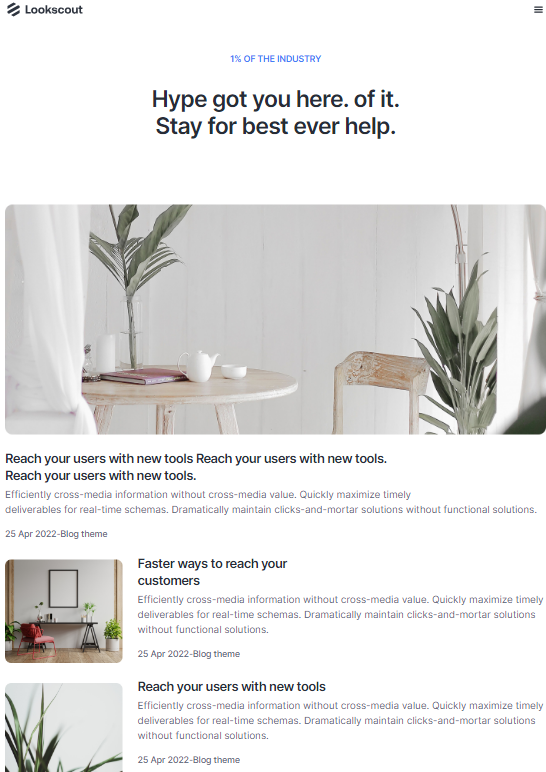 Lookscout
1% OF THE INDUSTRY
Hype got you here. of it.
Stay for best ever help.
Reach your users with new tools Reach your users with new tools.
Reach your users with new tools.
Efficiently cross-media information without cross-media value. Quickly maximize timely
deliverables for real-time schemas. Dramatically maintain clicks-and-mortar solutions without functional solutions.
25 Apr 2022-Blog theme
Faster ways to reach your
customers
Efficiently cross-media information without cross-media value. Quickly maximize timely
deliverables for real-time schemas. Dramatically maintain clicks-and-mortar solutions
without functional solutions.
25 Apr 2022-Blog theme
Reach your users with new tools
Efficiently cross-media information without cross-media value. Quickly maximize timely
deliverables for real-time schemas. Dramatically maintain clicks-and-mortar solutions
without functional solutions.
25 Apr 2022-Blog theme